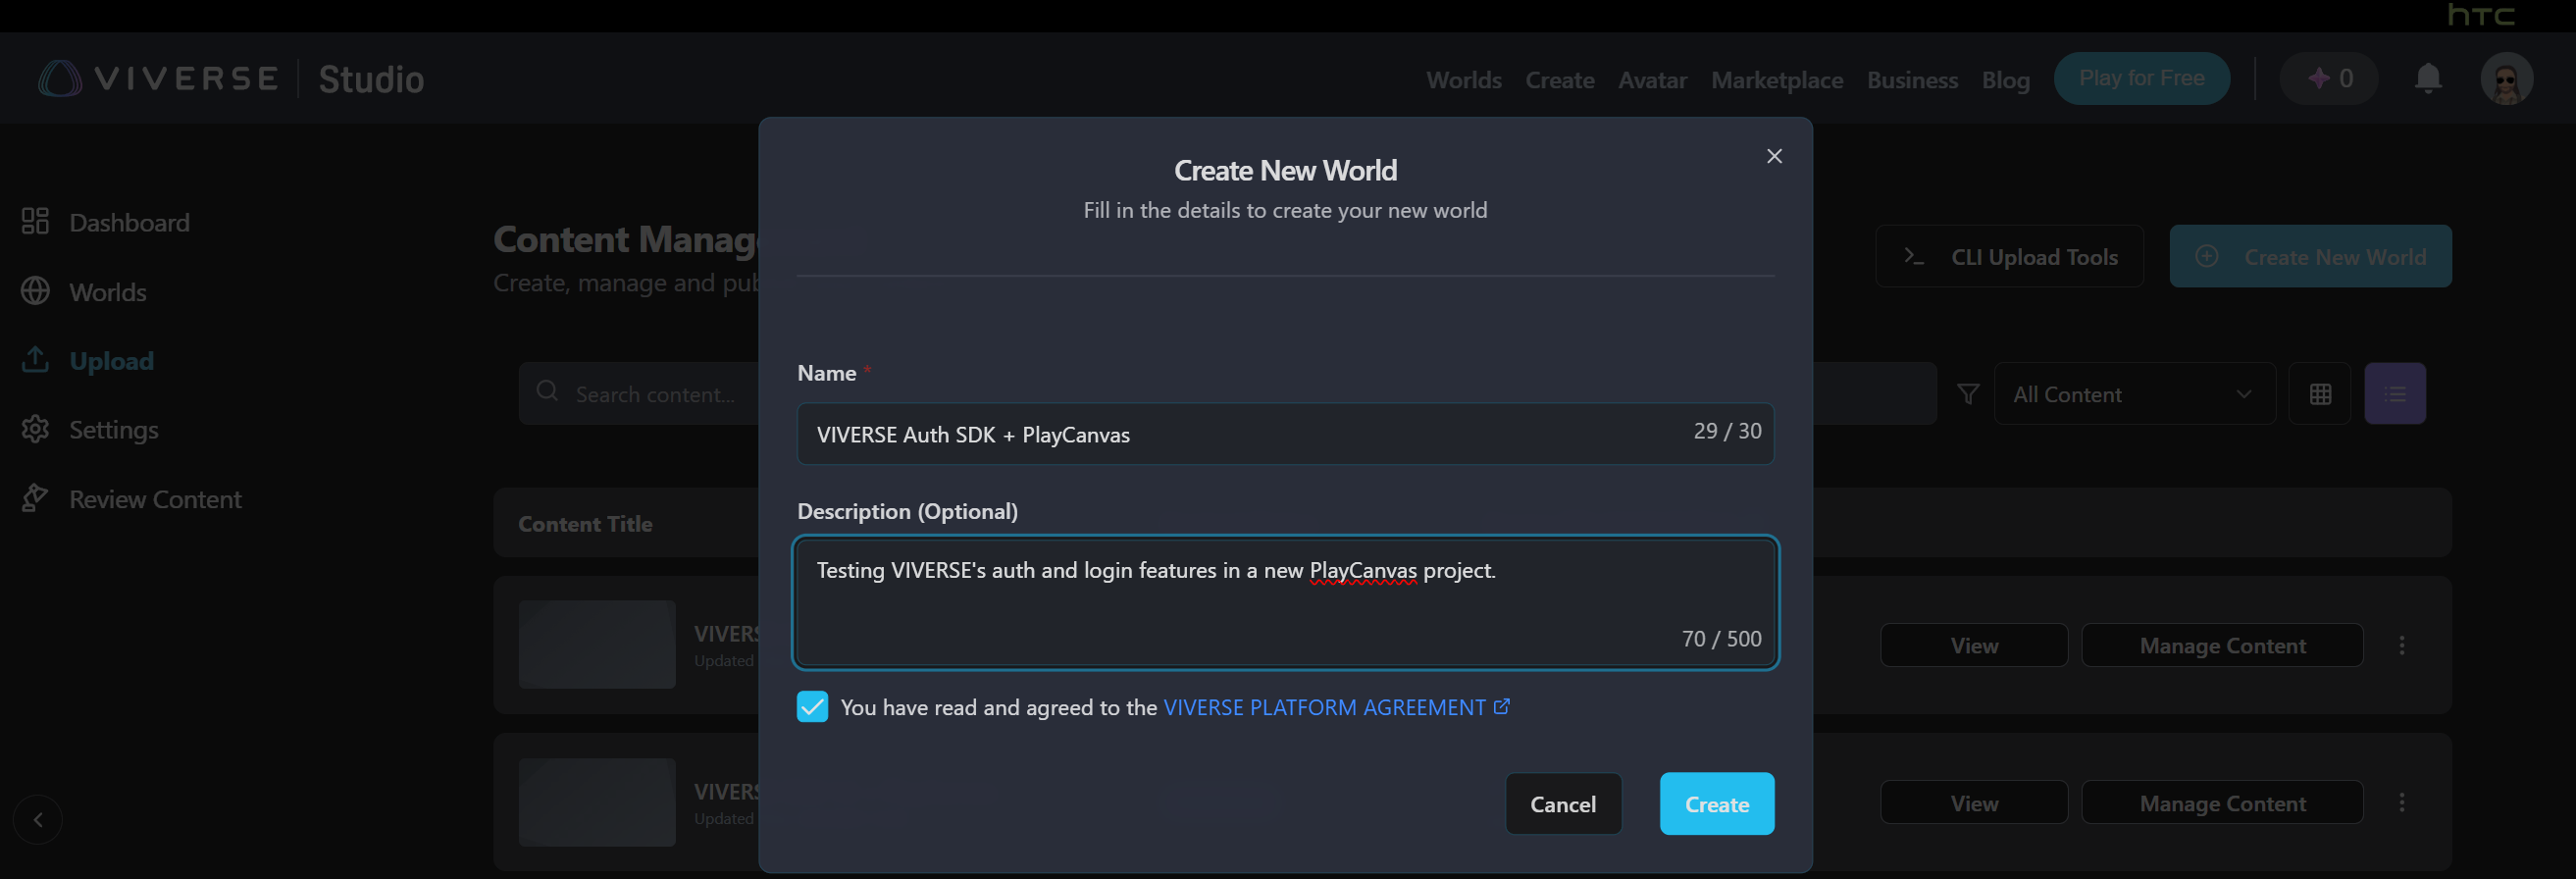 hTC
VIVERSE | Studio
Worlds Create Avatar Marketplace Business Blog Play for Free 0
Dashboard
Worlds
Upload
Settings
Review Content
Content Manag
Create, manage and pub
CLI Upload Tools
Create New World
Search content...
All Content
Content Title
VIVERS
Updated
View
Manage Content
VIVERS
Updated
View
Manage Content
Create New World
Fill in the details to create your new world
Name *
VIVERSE Auth SDK + PlayCanvas
29 / 30
Description (Optional)
Testing VIVERSE's auth and login features in a new PlayCanvas project.
70 / 500
You have read and agreed to the VIVERSE PLATFORM AGREEMENT
Cancel
Create